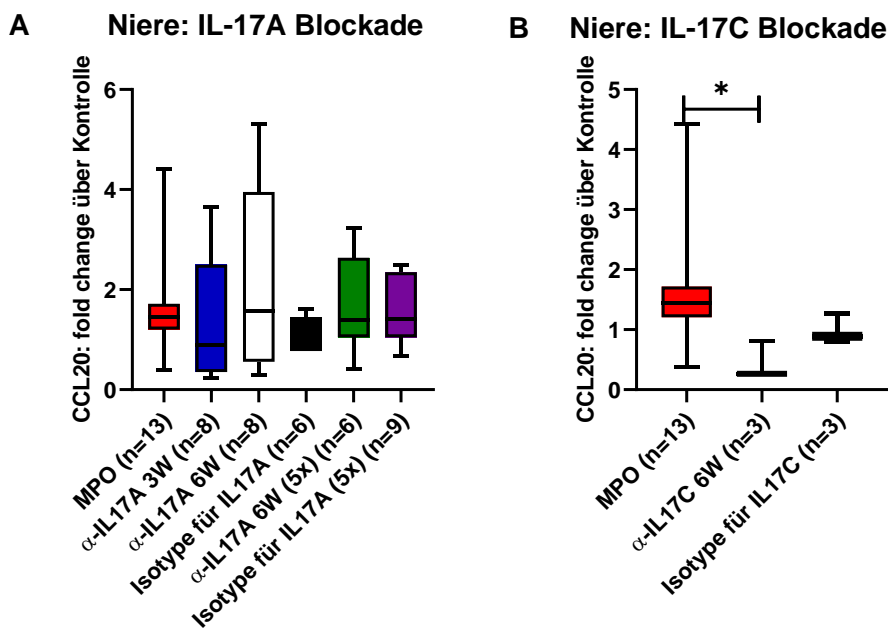 A
Niere: IL-17A Blockade
CCL20: fold change über Kontrolle
6
4
2
0
MPO (n=13)
α-IL17A 3W (n=8)
α-IL17A 6W (n=8)
Isotype für IL17A (n=6)
α-IL17A 6W (5x) (n=6)
Isotype für IL17A (5x) (n=9)
B
Niere: IL-17C Blockade
CCL20: fold change über Kontrolle
5
4
3
2
1
0
*
MPO (n=13)
α-IL17C 6W (n=3)
Isotype für IL17C (n=3)